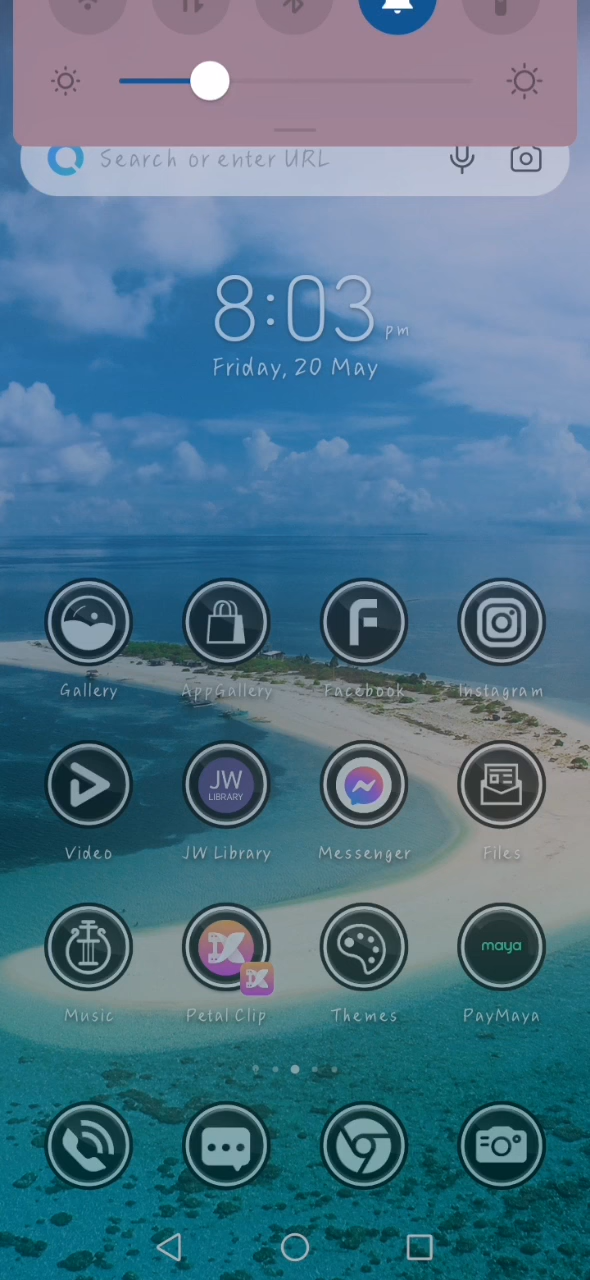 Search or enter URL
8:03 pm
Friday, 20 May
Gallery
AppGallery
Facebook
Instagram
JW
LIBRARY
Video
JW Library
Messenger
Files
maya
Music
Petal Clip
Themes
PayMaya